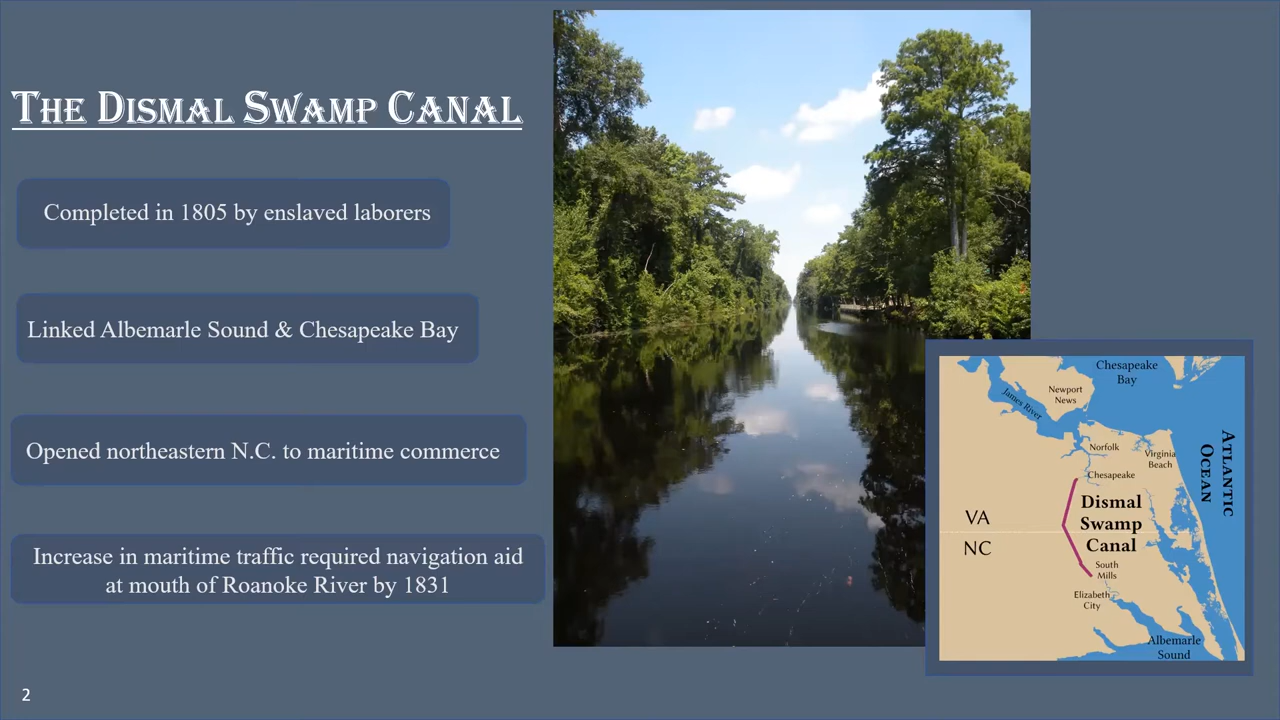 The Dismal Swamp Canal
Completed in 1805 by enslaved laborers
Linked Albemarle Sound & Chesapeake Bay
Opened northeastern N.C. to maritime commerce
Increase in maritime traffic required navigation aid
at mouth of Roanoke River by 1831
Chesapeake
Bay
Newport
News
James River
Norfolk
Virginia
Beach
Chesapeake
Atlantic
Ocean
Dismal
Swamp
Canal
VA
NC
South
Mills
Elizabeth
City
Albemarle
Sound
2